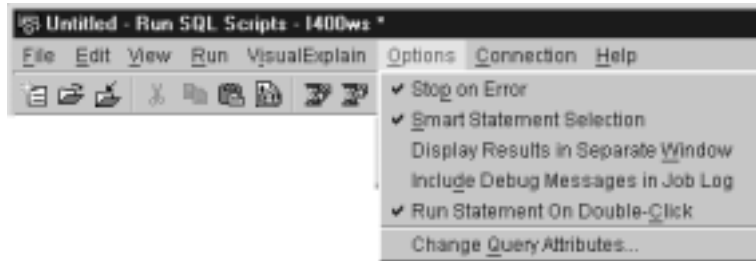 Untitled - Run SQL Scripts - I400ws *
File Edit View Run VisualExplain Options Connection Help
Stop on Error
Smart Statement Selection
Display Results in Separate Window
Include Debug Messages in Job Log
Run Statement On Double-Click
Change Query Attributes...